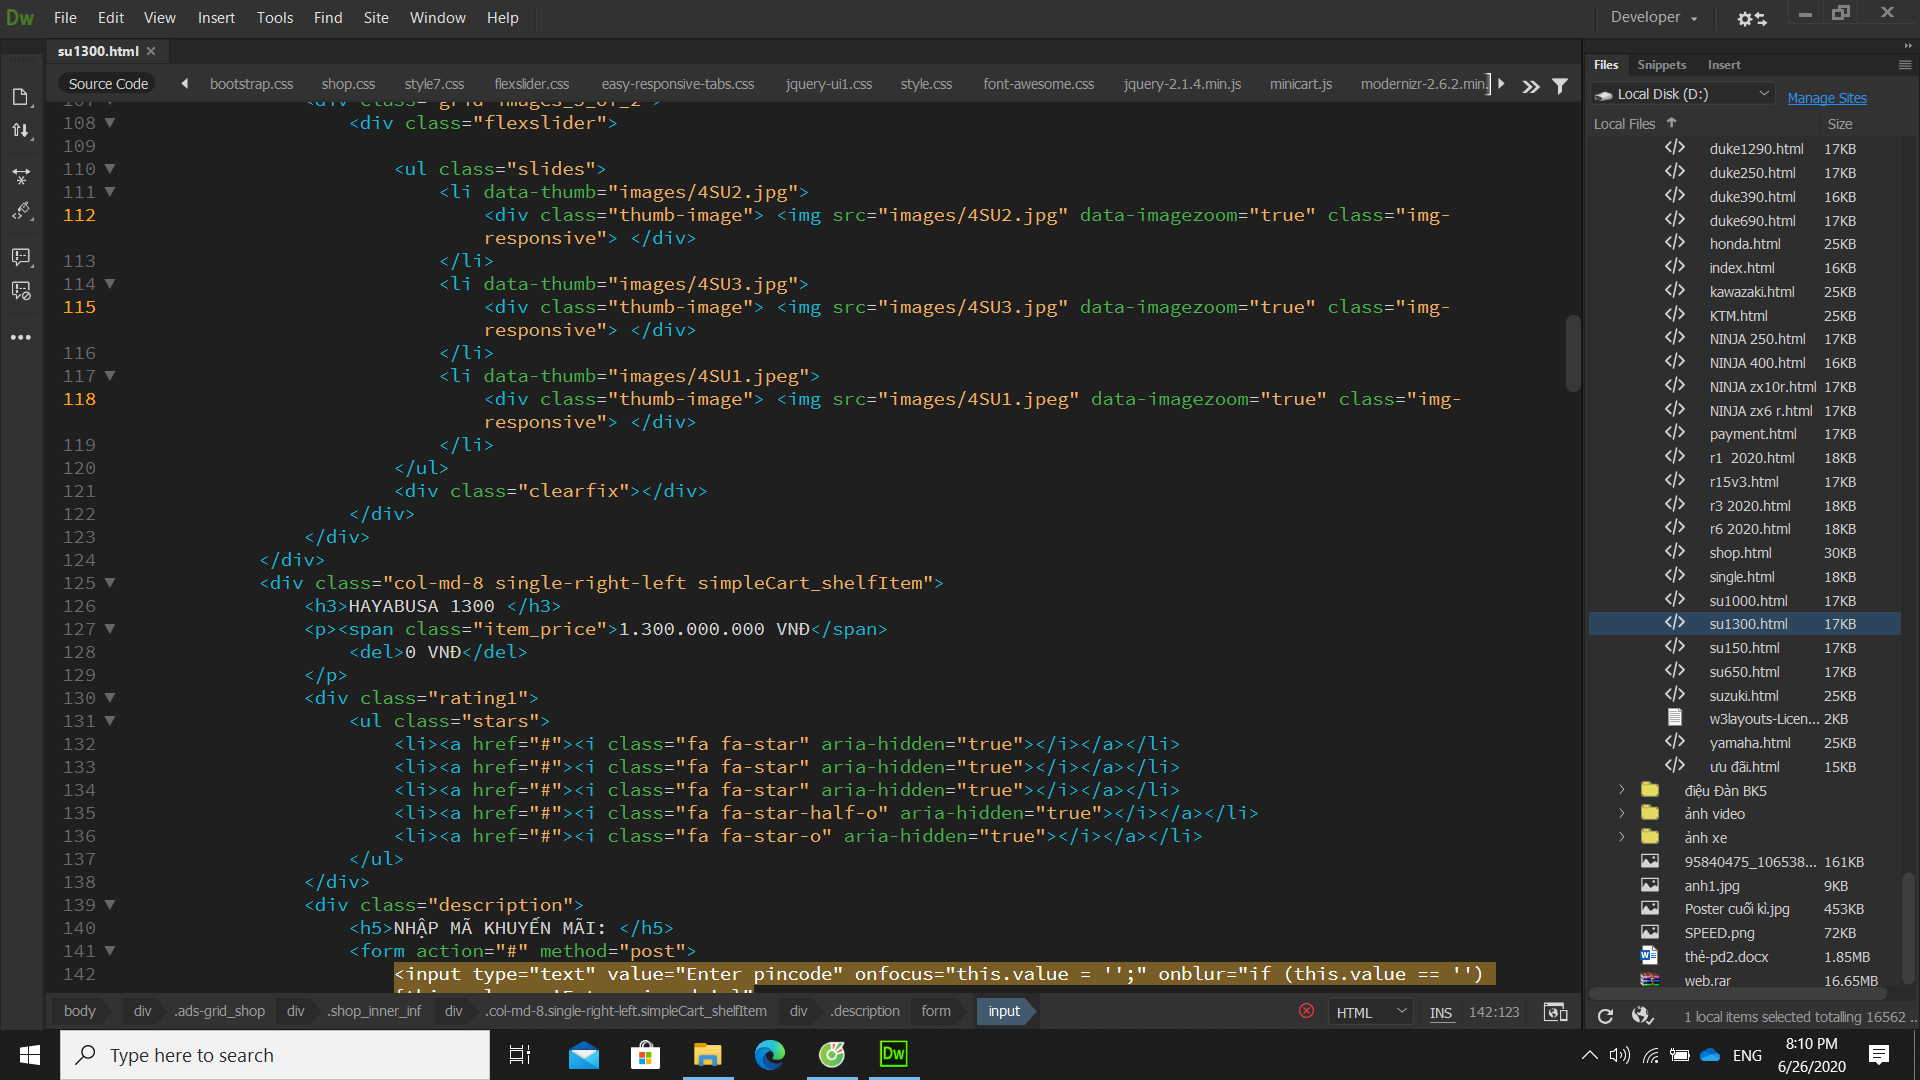 Dw File Edit View Insert Tools Find Site Window Help Developer
su1300.html
Source Code bootstrap.css shop.css style7.css flexslider.css easy-responsive-tabs.css jquery-ui1.css style.css font-awesome.css jquery-2.1.4.min.js minicart.js modernizr-2.6.2.min.
108 <div class="flexslider">
109
110 <ul class="slides">
111 <li data-thumb="images/4SU2.jpg">
112 <div class="thumb-image"> <img src="images/4SU2.jpg" data-imagezoom="true" class="img-
responsive"> </div>
113 </li>
114 <li data-thumb="images/4SU3.jpg">
115 <div class="thumb-image"> <img src="images/4SU3.jpg" data-imagezoom="true" class="img-
responsive"> </div>
116 </li>
117 <li data-thumb="images/4SU1.jpeg">
118 <div class="thumb-image"> <img src="images/4SU1.jpeg" data-imagezoom="true" class="img-
responsive"> </div>
119 </li>
120 </ul>
121 <div class="clearfix"></div>
122 </div>
123 </div>
124 </div>
125 <div class="col-md-8 single-right-left simpleCart_shelfItem">
126 <h3>HAYABUSA 1300 </h3>
127 <p><span class="item_price">1.300.000.000 VNĐ</span>
128 <del>0 VNĐ</del>
129 </p>
130 <div class="rating1">
131 <ul class="stars">
132 <li><a href="#"><i class="fa fa-star" aria-hidden="true"></i></a></li>
133 <li><a href="#"><i class="fa fa-star" aria-hidden="true"></i></a></li>
134 <li><a href="#"><i class="fa fa-star" aria-hidden="true"></i></a></li>
135 <li><a href="#"><i class="fa fa-star-half-o" aria-hidden="true"></i></a></li>
136 <li><a href="#"><i class="fa fa-star-o" aria-hidden="true"></i></a></li>
137 </ul>
138 </div>
139 <div class="description">
140 <h5>NHẬP MÃ KHUYẾN MÃI: </h5>
141 <form action="#" method="post">
142 <input type="text" value="Enter pincode" onfocus="this.value = '';" onblur="if (this.value == '')
body div .ads-grid_shop div .shop_inner_inf div .col-md-8.single-right-left.simpleCart_shelfItem div .description form input HTML INS 142:123
Files Snippets Insert
Local Disk (D:) Manage Sites
Local Files Size
duke1290.html 17KB
duke250.html 17KB
duke390.html 16KB
duke690.html 17KB
honda.html 25KB
index.html 16KB
kawazaki.html 25KB
KTM.html 25KB
NINJA 250.html 17KB
NINJA 400.html 16KB
NINJA zx10r.html 17KB
NINJA zx6 r.html 17KB
payment.html 17KB
r1 2020.html 18KB
r15v3.html 17KB
r3 2020.html 18KB
r6 2020.html 18KB
shop.html 30KB
single.html 18KB
su1000.html 17KB
su1300.html 17KB
su150.html 17KB
su650.html 17KB
suzuki.html 25KB
w3layouts-Licen... 2KB
yamaha.html 25KB
ưu đãi.html 15KB
điệu Đàn BK5
ảnh video
ảnh xe
95840475_106538... 161KB
anh1.jpg 9KB
Poster cuối kì.jpg 453KB
SPEED.png 72KB
thẻ-pd2.docx 1.85MB
web.rar 16.65MB
1 local items selected totalling 16562 ..
Type here to search
Dw
ENG
8:10 PM
6/26/2020